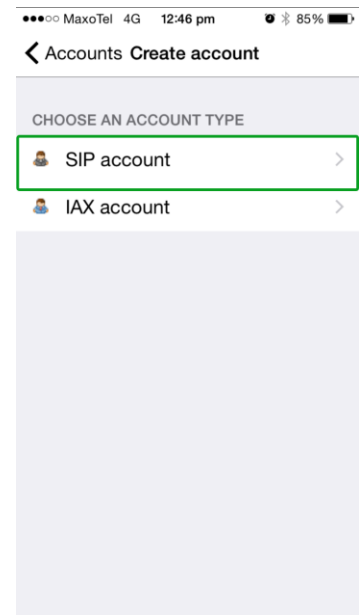 MaxoTel 4G 12:46 pm 85%
Accounts Create account
CHOOSE AN ACCOUNT TYPE
SIP account
IAX account